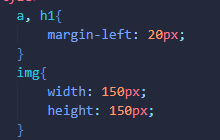 a, h1{
margin-left: 20px;
}
img{
width: 150px;
height: 150px;
}